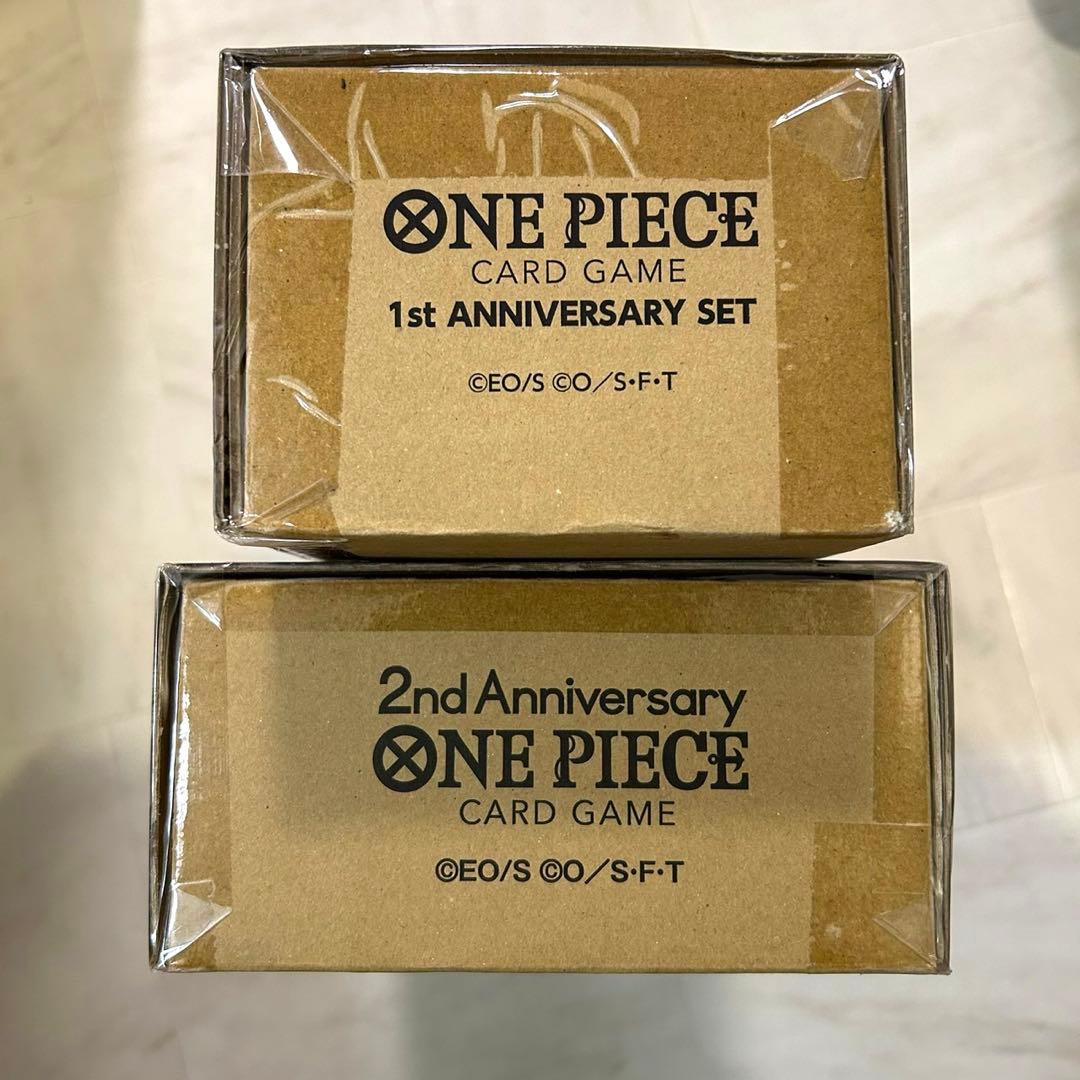 ONE PIECE
CARD GAME
1st ANNIVERSARY SET
©EO/S ©O／S・F・T
2nd Anniversary
ONE PIECE
CARD GAME
©EO/S ©O／S・F・T